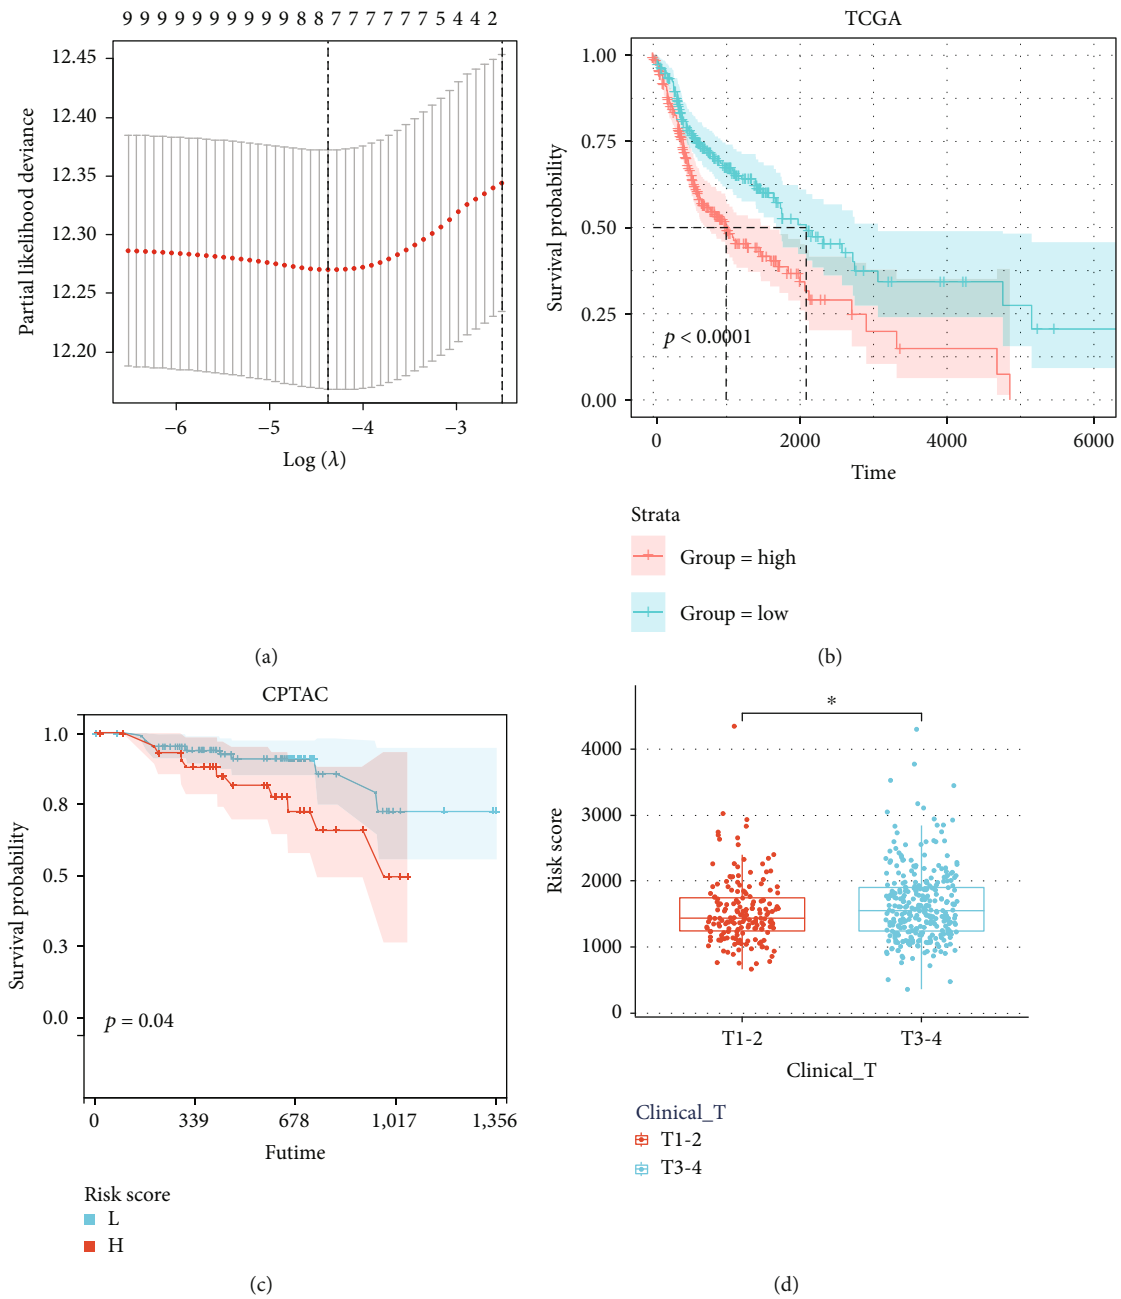 9 9 9 9 9 9 9 9 9 9 8 8 7 7 7 7 7 7 5 4 4 2
Partial likelihood deviance
12.45
12.40
12.35
12.30
12.25
12.20
−6 −5 −4 −3
Log (λ)
(a)
TCGA
Survival probability
1.00
0.75
0.50
0.25
0.00
p < 0.0001
0 2000 4000 6000
Time
Strata
Group = high
Group = low
(b)
CPTAC
Survival probability
1.0
0.8
0.5
0.3
0.0
p = 0.04
0 339 678 1,017 1,356
Futime
Risk score
L
H
(c)
*
Risk score
4000
3000
2000
1000
0
T1-2 T3-4
Clinical_T
Clinical_T
T1-2
T3-4
(d)